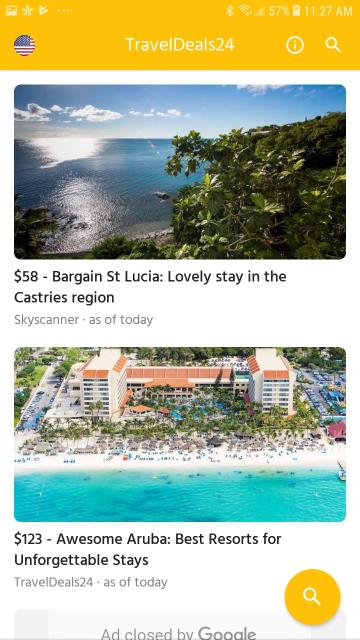 57% 11:27 AM
TravelDeals24
$58 - Bargain St Lucia: Lovely stay in the
Castries region
Skyscanner · as of today
$123 - Awesome Aruba: Best Resorts for
Unforgettable Stays
TravelDeals24 · as of today
Ad closed by Google